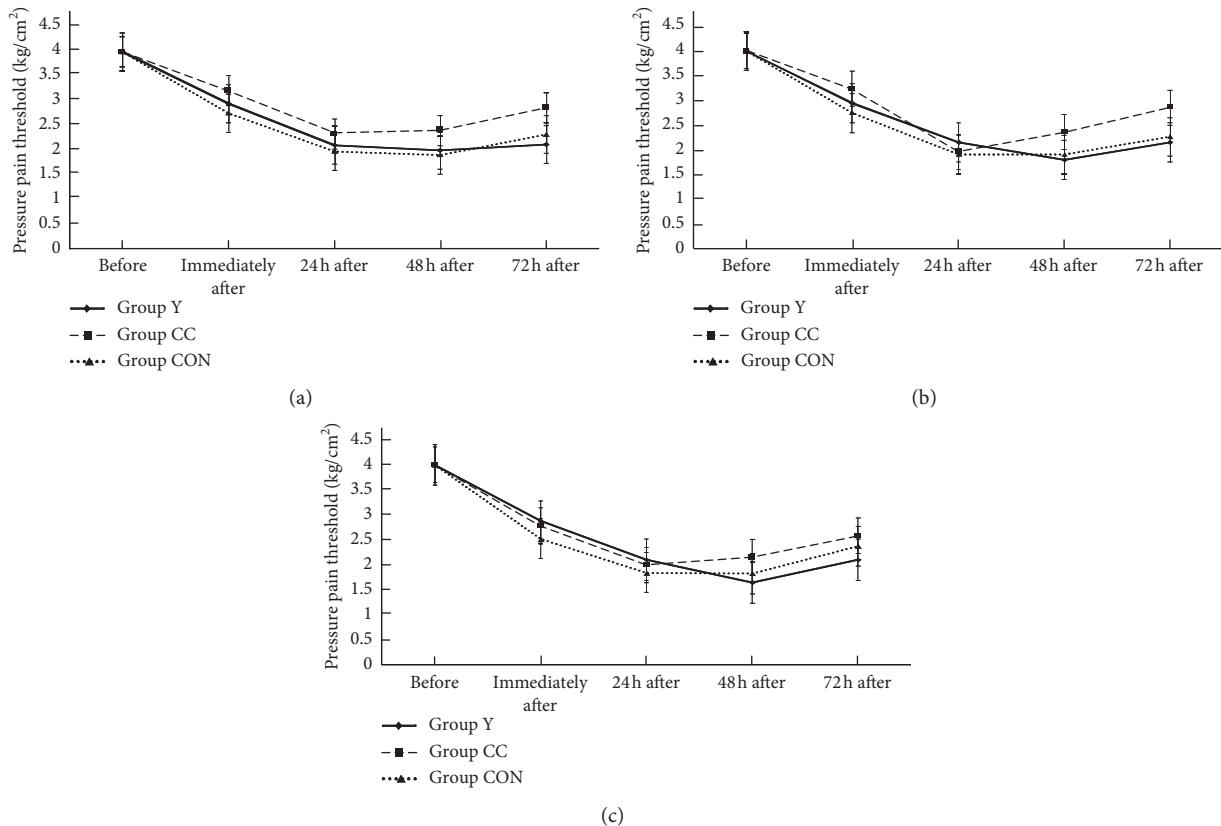 Pressure pain threshold (kg/cm²)
4.5
4
3.5
3
2.5
2
1.5
1
0.5
0
Before
Immediately
after
24 h after
48 h after
72 h after
Group Y
Group CC
Group CON
(a)
Pressure pain threshold (kg/cm²)
4.5
4
3.5
3
2.5
2
1.5
1
0.5
0
Before
Immediately
after
24 h after
48 h after
72 h after
Group Y
Group CC
Group CON
(b)
Pressure pain threshold (kg/cm²)
4.5
4
3.5
3
2.5
2
1.5
1
0.5
0
Before
Immediately
after
24 h after
48 h after
72 h after
Group Y
Group CC
Group CON
(c)